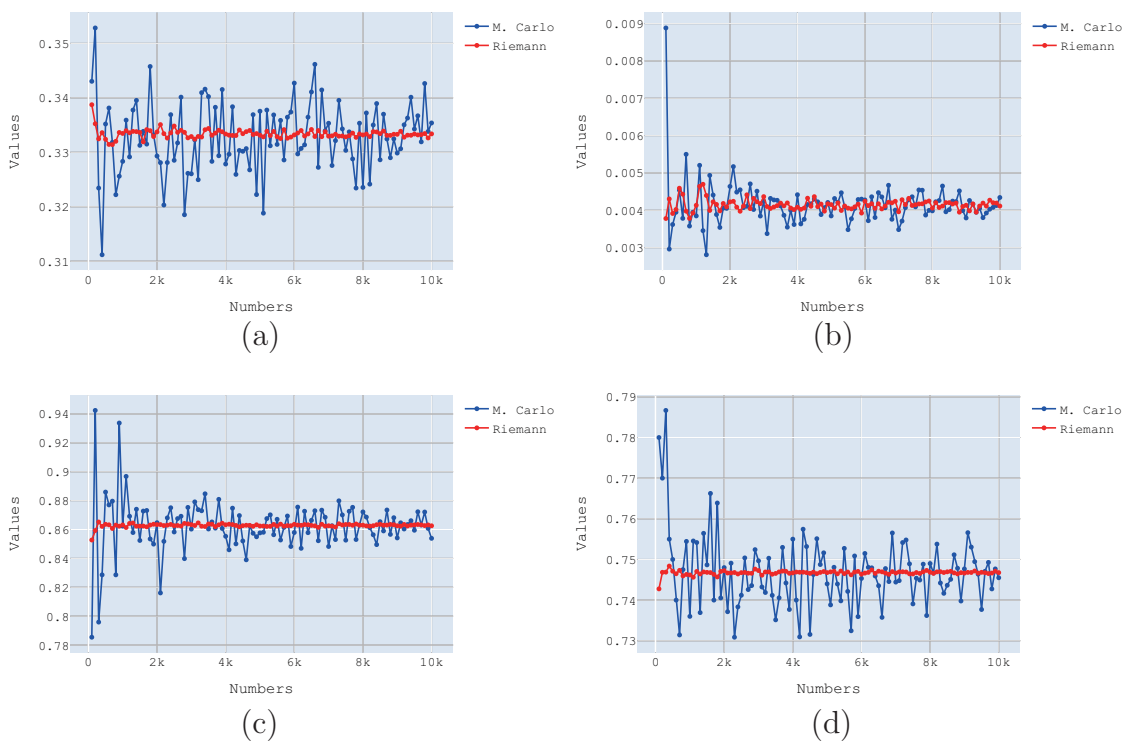 M. Carlo
Riemann
Values
0.35
0.34
0.33
0.32
0.31
0 2k 4k 6k 8k 10k
Numbers
(a)
M. Carlo
Riemann
Values
0.009
0.008
0.007
0.006
0.005
0.004
0.003
0 2k 4k 6k 8k 10k
Numbers
(b)
M. Carlo
Riemann
Values
0.94
0.92
0.9
0.88
0.86
0.84
0.82
0.8
0.78
0 2k 4k 6k 8k 10k
Numbers
(c)
M. Carlo
Riemann
Values
0.79
0.78
0.77
0.76
0.75
0.74
0.73
0 2k 4k 6k 8k 10k
Numbers
(d)